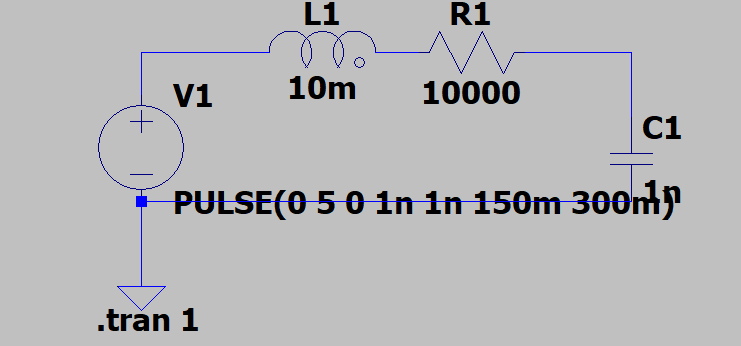 L1
R1
10m
10000
V1
C1
1n
PULSE(0 5 0 1n 1n 150m 300m)
.tran 1